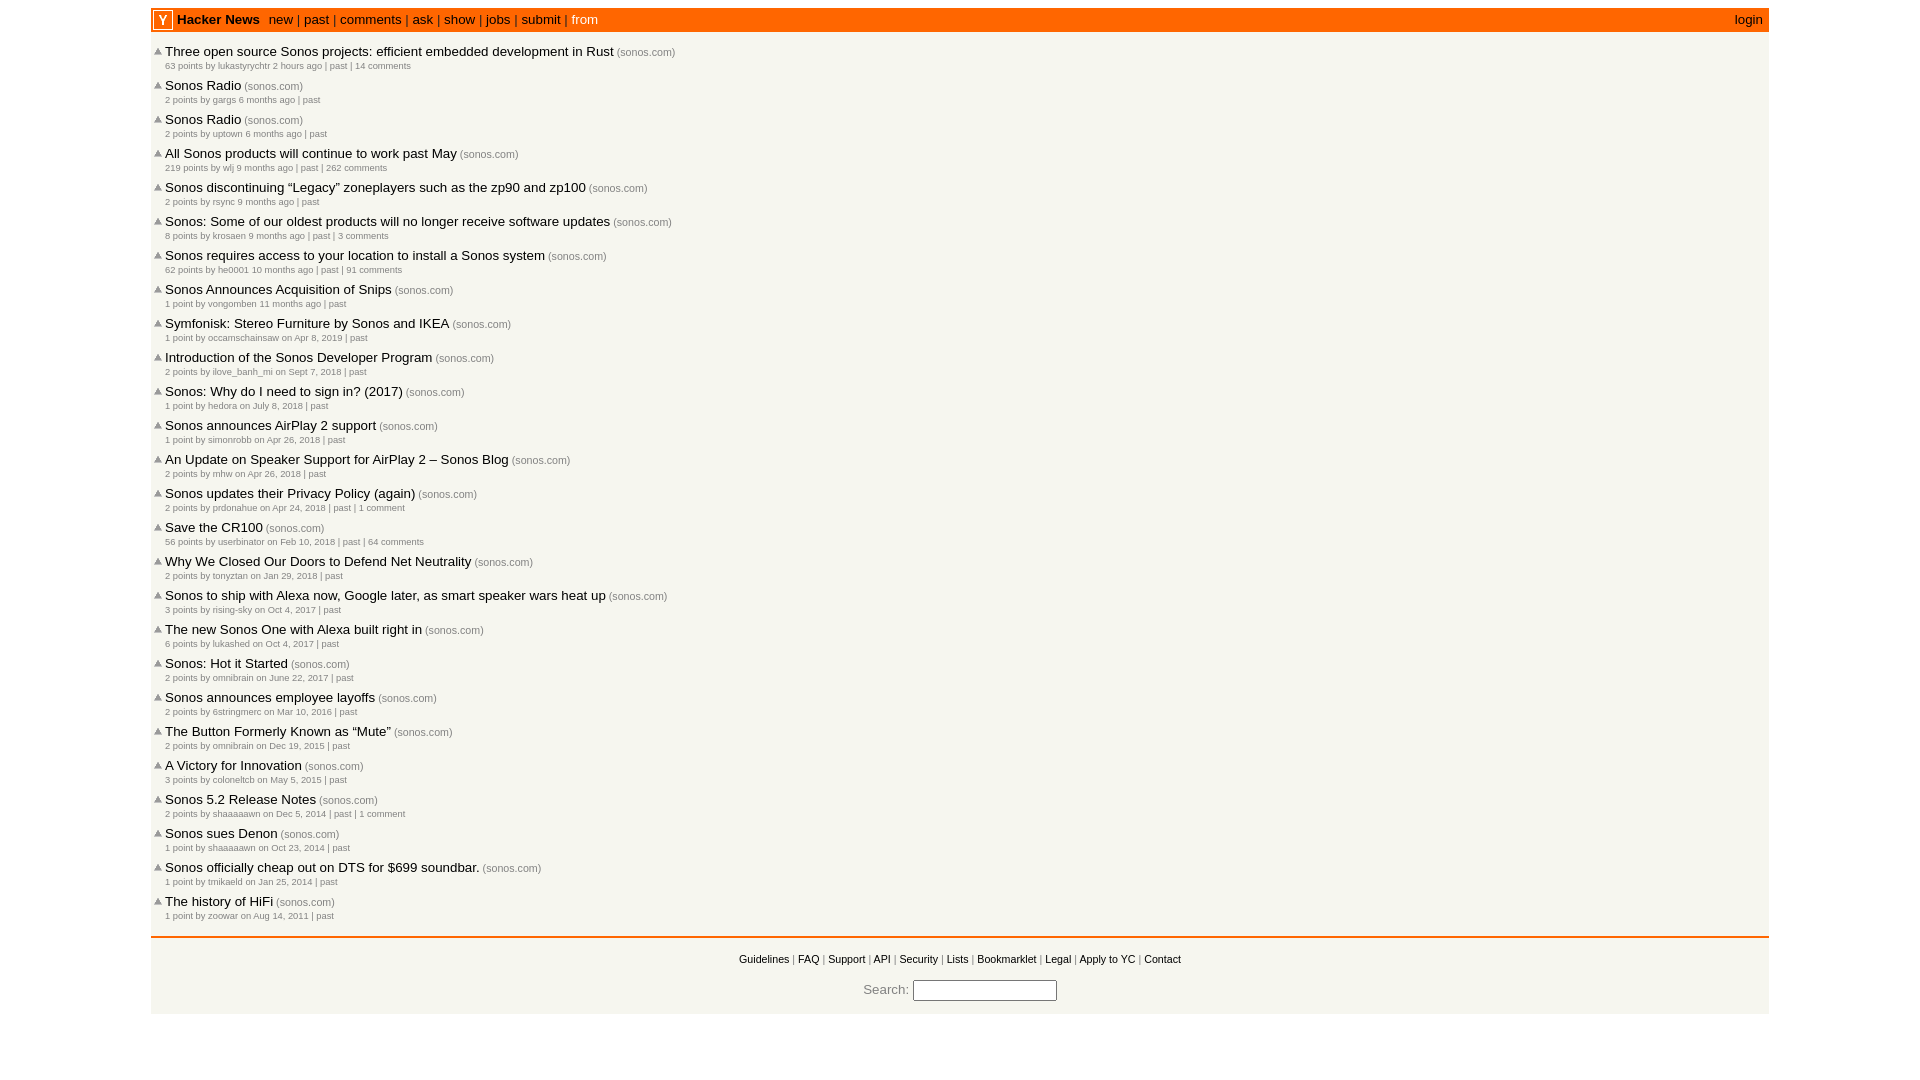 Y Hacker News new | past | comments | ask | show | jobs | submit | from login
Three open source Sonos projects: efficient embedded development in Rust (sonos.com)
63 points by lukastyrychtr 2 hours ago | past | 14 comments
Sonos Radio (sonos.com)
2 points by gargs 6 months ago | past
Sonos Radio (sonos.com)
2 points by uptown 6 months ago | past
All Sonos products will continue to work past May (sonos.com)
219 points by wlj 9 months ago | past | 262 comments
Sonos discontinuing “Legacy” zoneplayers such as the zp90 and zp100 (sonos.com)
2 points by rsync 9 months ago | past
Sonos: Some of our oldest products will no longer receive software updates (sonos.com)
8 points by krosaen 9 months ago | past | 3 comments
Sonos requires access to your location to install a Sonos system (sonos.com)
62 points by he0001 10 months ago | past | 91 comments
Sonos Announces Acquisition of Snips (sonos.com)
1 point by vongomben 11 months ago | past
Symfonisk: Stereo Furniture by Sonos and IKEA (sonos.com)
1 point by occamschainsaw on Apr 8, 2019 | past
Introduction of the Sonos Developer Program (sonos.com)
2 points by ilove_banh_mi on Sept 7, 2018 | past
Sonos: Why do I need to sign in? (2017) (sonos.com)
1 point by hedora on July 8, 2018 | past
Sonos announces AirPlay 2 support (sonos.com)
1 point by simonrobb on Apr 26, 2018 | past
An Update on Speaker Support for AirPlay 2 – Sonos Blog (sonos.com)
2 points by mhw on Apr 26, 2018 | past
Sonos updates their Privacy Policy (again) (sonos.com)
2 points by prdonahue on Apr 24, 2018 | past | 1 comment
Save the CR100 (sonos.com)
56 points by userbinator on Feb 10, 2018 | past | 64 comments
Why We Closed Our Doors to Defend Net Neutrality (sonos.com)
2 points by tonyztan on Jan 29, 2018 | past
Sonos to ship with Alexa now, Google later, as smart speaker wars heat up (sonos.com)
3 points by rising-sky on Oct 4, 2017 | past
The new Sonos One with Alexa built right in (sonos.com)
6 points by lukashed on Oct 4, 2017 | past
Sonos: Hot it Started (sonos.com)
2 points by omnibrain on June 22, 2017 | past
Sonos announces employee layoffs (sonos.com)
2 points by 6stringmerc on Mar 10, 2016 | past
The Button Formerly Known as “Mute” (sonos.com)
2 points by omnibrain on Dec 19, 2015 | past
A Victory for Innovation (sonos.com)
3 points by coloneltcb on May 5, 2015 | past
Sonos 5.2 Release Notes (sonos.com)
2 points by shaaaaawn on Dec 5, 2014 | past | 1 comment
Sonos sues Denon (sonos.com)
1 point by shaaaaawn on Oct 23, 2014 | past
Sonos officially cheap out on DTS for $699 soundbar. (sonos.com)
1 point by tmikaeld on Jan 25, 2014 | past
The history of HiFi (sonos.com)
1 point by zoowar on Aug 14, 2011 | past
Guidelines | FAQ | Support | API | Security | Lists | Bookmarklet | Legal | Apply to YC | Contact
Search: